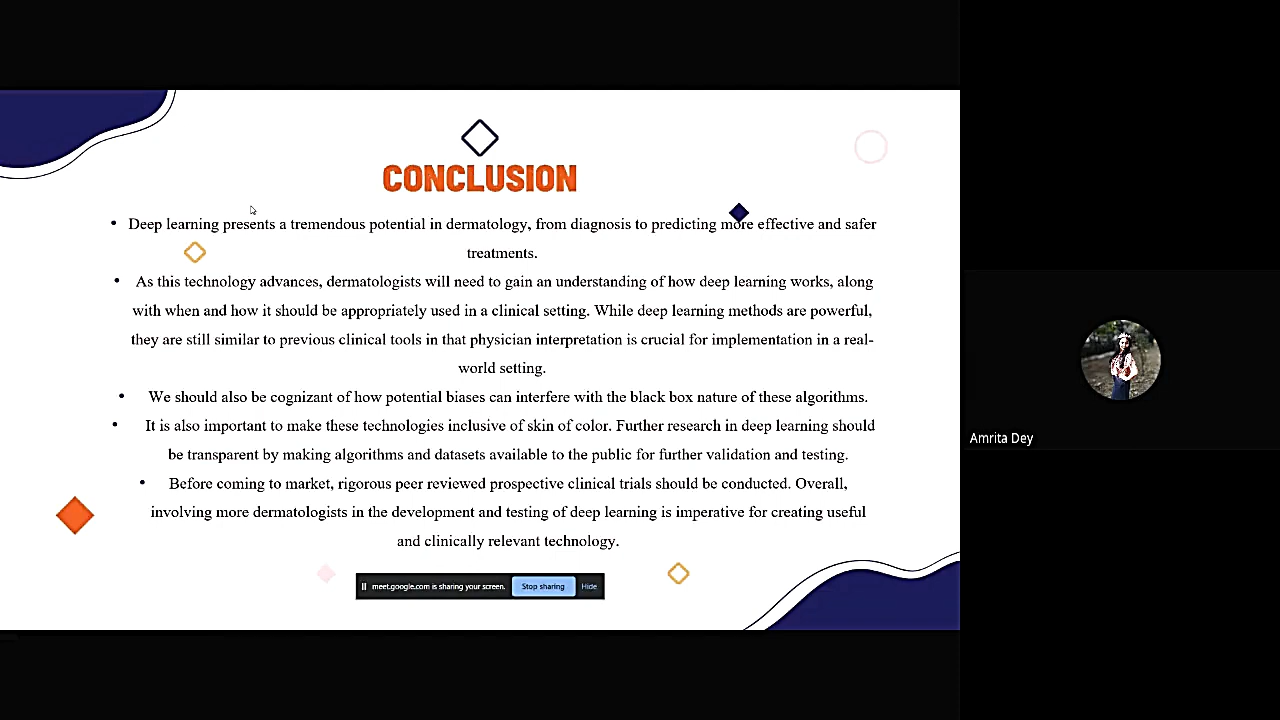 CONCLUSION
• Deep learning presents a tremendous potential in dermatology, from diagnosis to predicting more effective and safer
treatments.
• As this technology advances, dermatologists will need to gain an understanding of how deep learning works, along
with when and how it should be appropriately used in a clinical setting. While deep learning methods are powerful,
they are still similar to previous clinical tools in that physician interpretation is crucial for implementation in a real-
world setting.
• We should also be cognizant of how potential biases can interfere with the black box nature of these algorithms.
• It is also important to make these technologies inclusive of skin of color. Further research in deep learning should
be transparent by making algorithms and datasets available to the public for further validation and testing.
• Before coming to market, rigorous peer reviewed prospective clinical trials should be conducted. Overall,
involving more dermatologists in the development and testing of deep learning is imperative for creating useful
and clinically relevant technology.
meet.google.com is sharing your screen. Stop sharing Hide
Amrita Dey